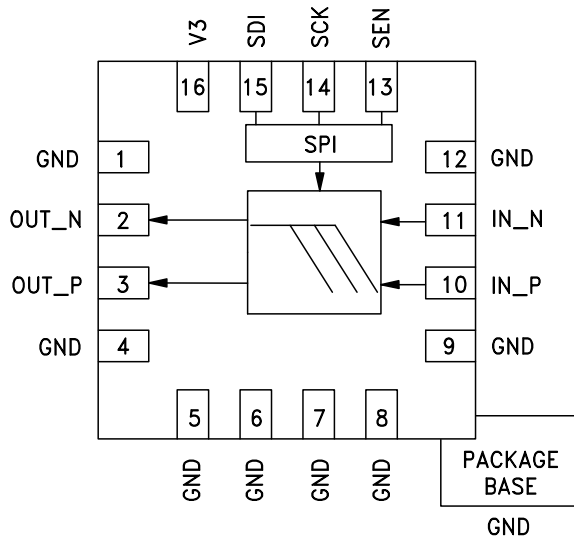 V3 SDI SCK SEN
16 15 14 13
SPI
GND 1 12 GND
OUT_N 2 11 IN_N
OUT_P 3 10 IN_P
GND 4 9 GND
5 6 7 8
GND GND GND GND
PACKAGE
BASE
GND